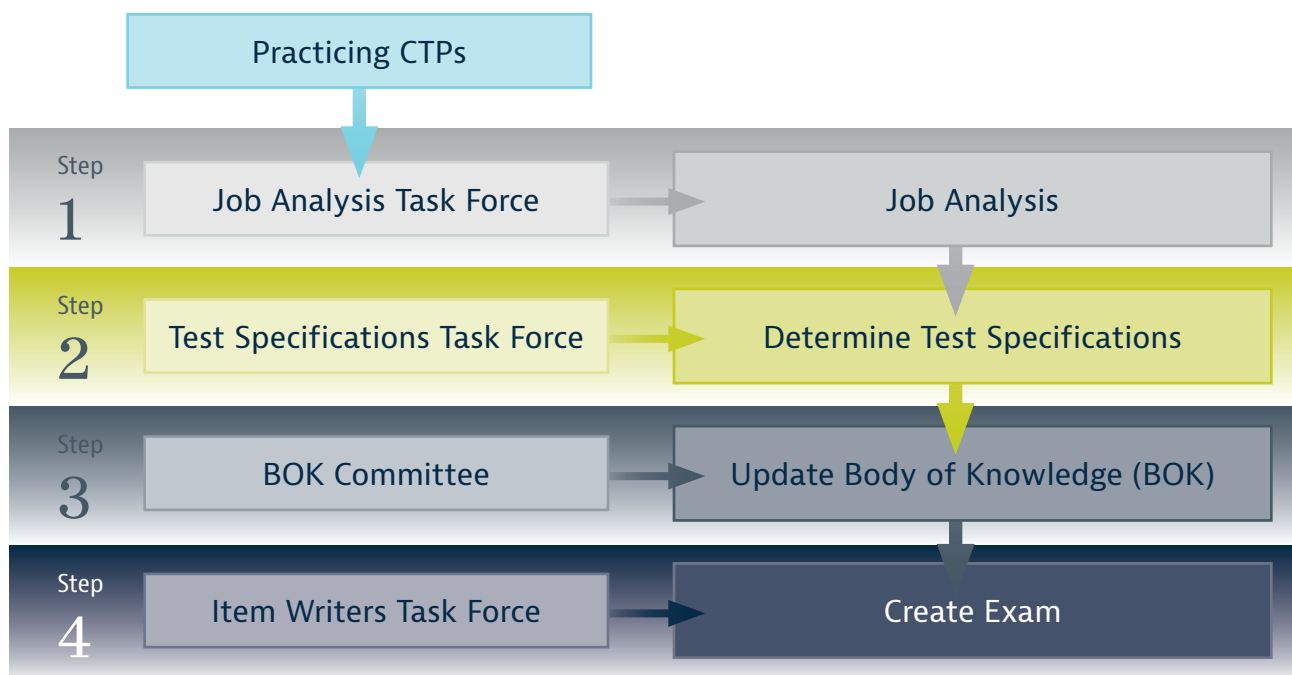 Practicing CTPs
Step
1
Job Analysis Task Force
Job Analysis
Step
2
Test Specifications Task Force
Determine Test Specifications
Step
3
BOK Committee
Update Body of Knowledge (BOK)
Step
4
Item Writers Task Force
Create Exam